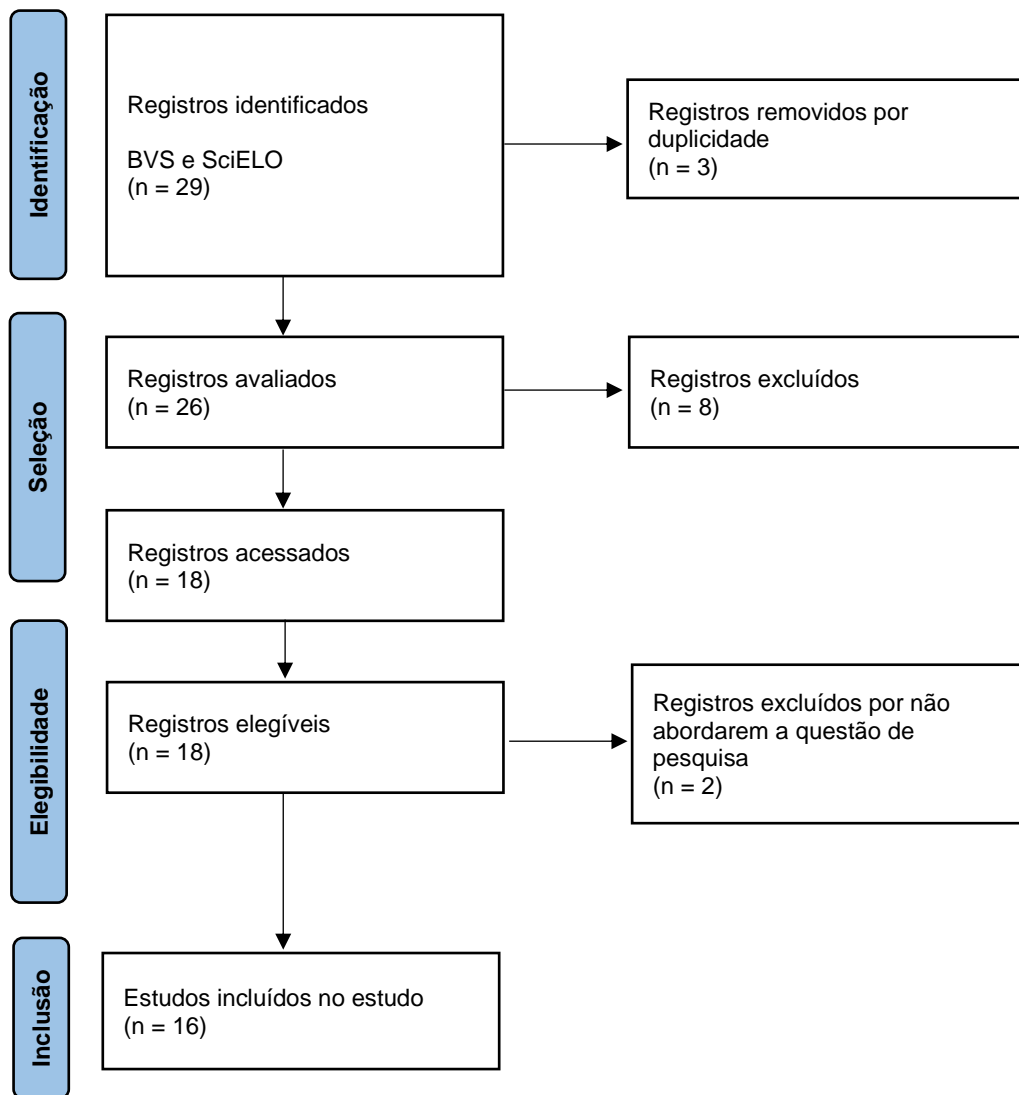 Identificação
Registros identificados
BVS e SciELO
(n = 29)
Registros removidos por
duplicidade
(n = 3)
Seleção
Registros avaliados
(n = 26)
Registros excluídos
(n = 8)
Registros acessados
(n = 18)
Elegibilidade
Registros elegíveis
(n = 18)
Registros excluídos por não
abordarem a questão de
pesquisa
(n = 2)
Inclusão
Estudos incluídos no estudo
(n = 16)